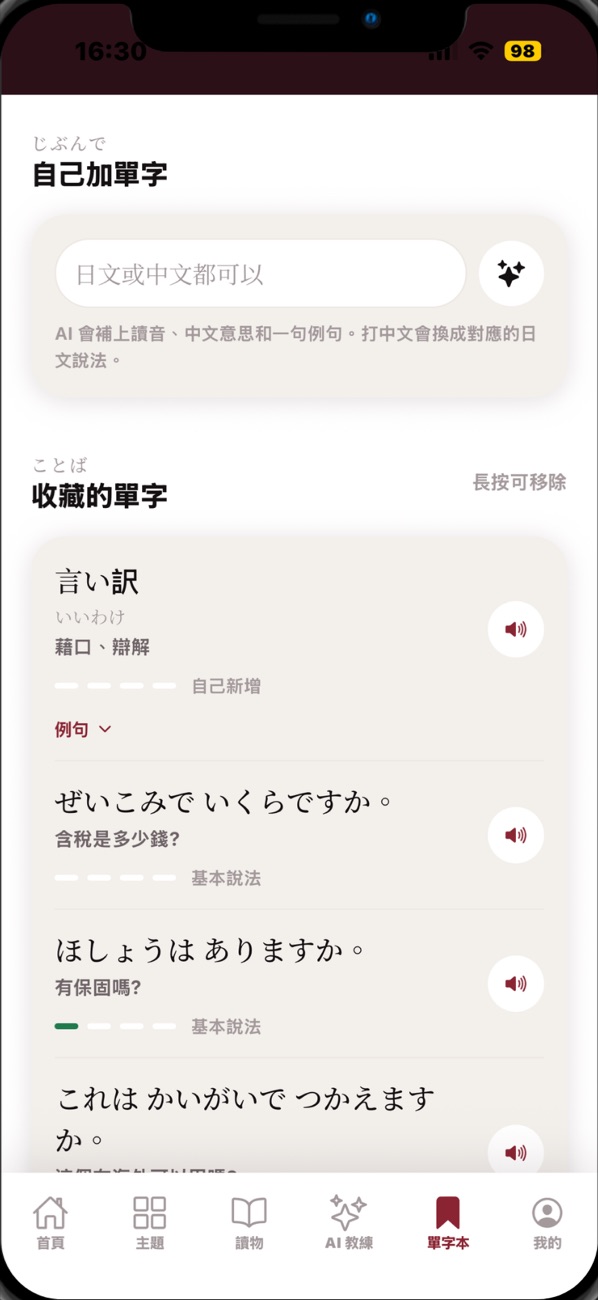 16:30
98
じぶんで
自己加單字
日文或中文都可以
AI 會補上讀音、中文意思和一句例句。打中文會換成對應的日
文說法。
ことば
收藏的單字
長按可移除
言い訳
いいわけ
藉口、辯解
自己新增
例句
ぜいこみで いくらですか。
含稅是多少錢?
基本說法
ほしょうは ありますか。
有保固嗎?
基本說法
これは かいがいで つかえます
か。
首頁
主題
讀物
AI 教練
單字本
我的